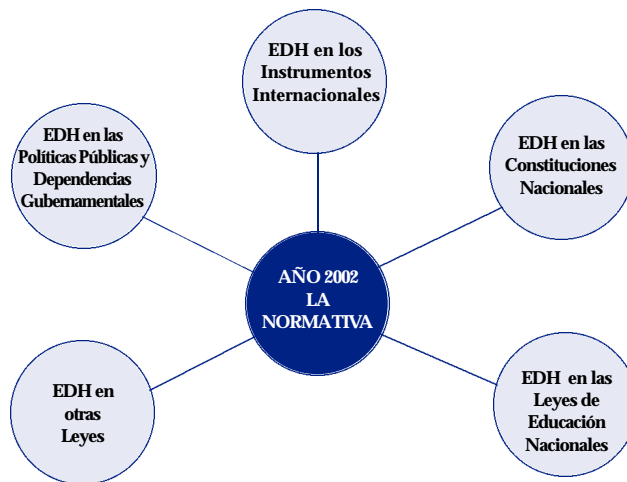 EDH en los
Instrumentos
Internacionales
EDH en las
Políticas Públicas y
Dependencias
Gubernamentales
EDH en las
Constituciones
Nacionales
AÑO 2002
LA
NORMATIVA
EDH en
otras
Leyes
EDH en las
Leyes de
Educación
Nacionales